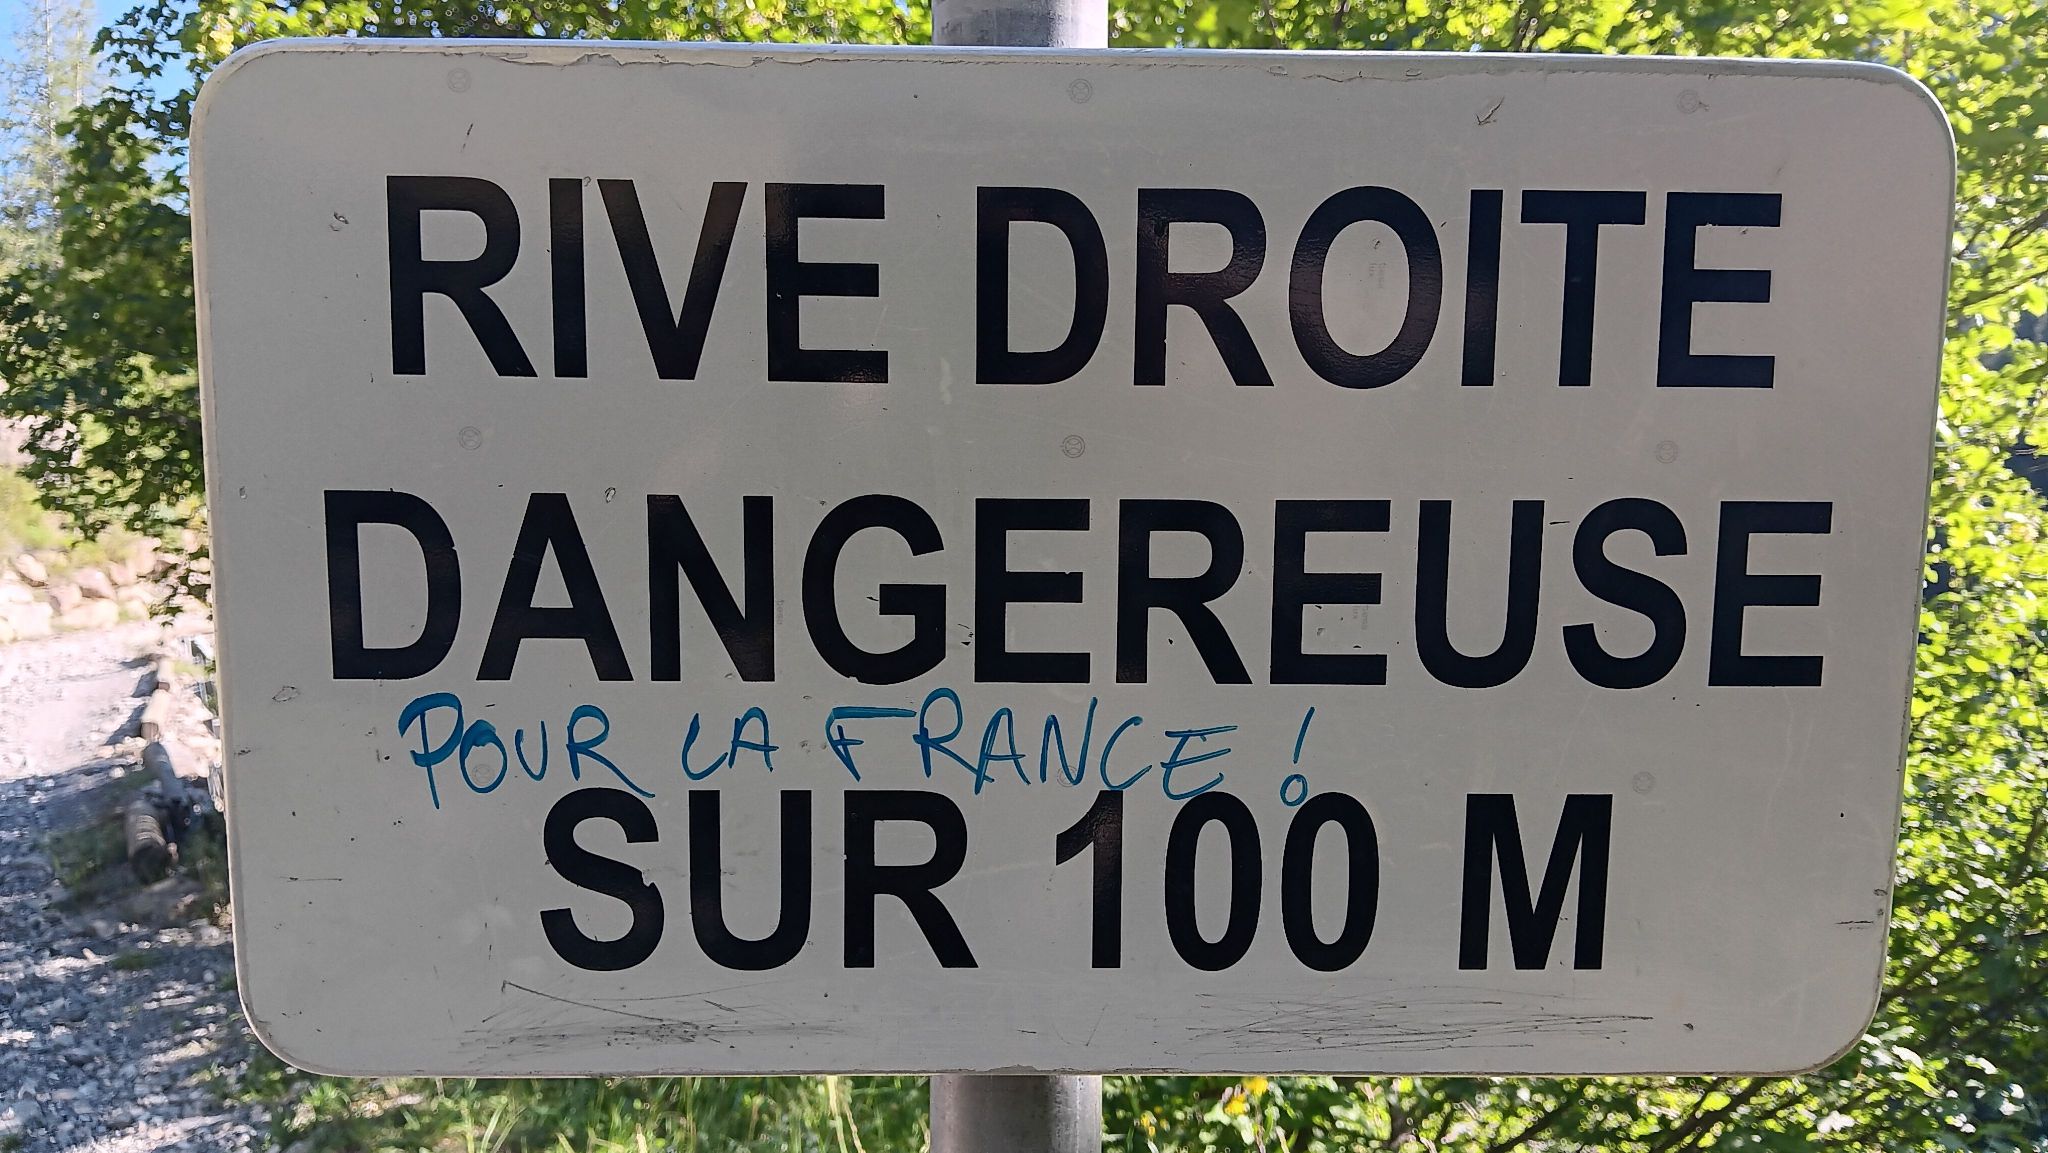 RIVE DROITE
DANGEREUSE
POUR LA FRANCE !
SUR 100 M